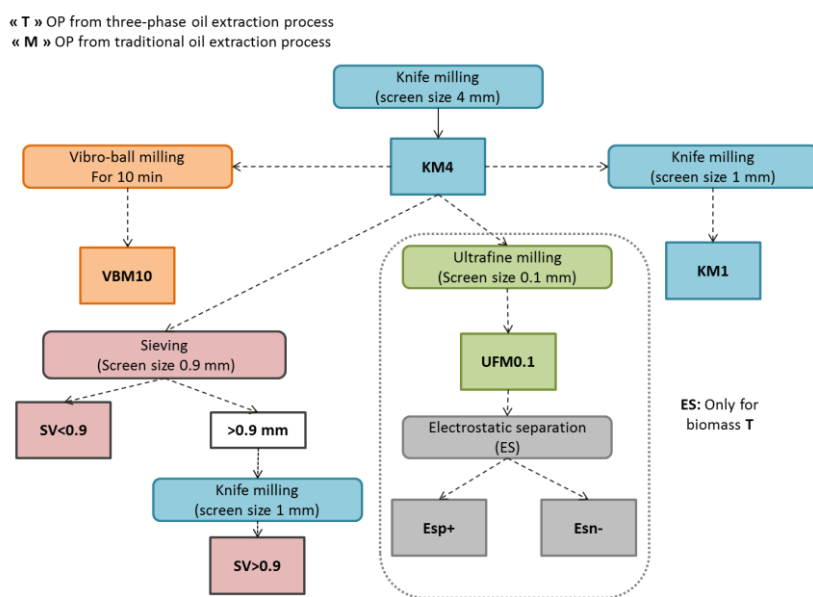 « T » OP from three-phase oil extraction process
« M » OP from traditional oil extraction process
Knife milling
(screen size 4 mm)
Vibro-ball milling
For 10 min
KM4
Knife milling
(screen size 1 mm)
VBM10
Ultrafine milling
(Screen size 0.1 mm)
KM1
Sieving
(Screen size 0.9 mm)
UFM0.1
SV<0.9
>0.9 mm
Electrostatic separation
(ES)
ES: Only for
biomass T
Knife milling
(screen size 1 mm)
Esp+
Esn-
SV>0.9